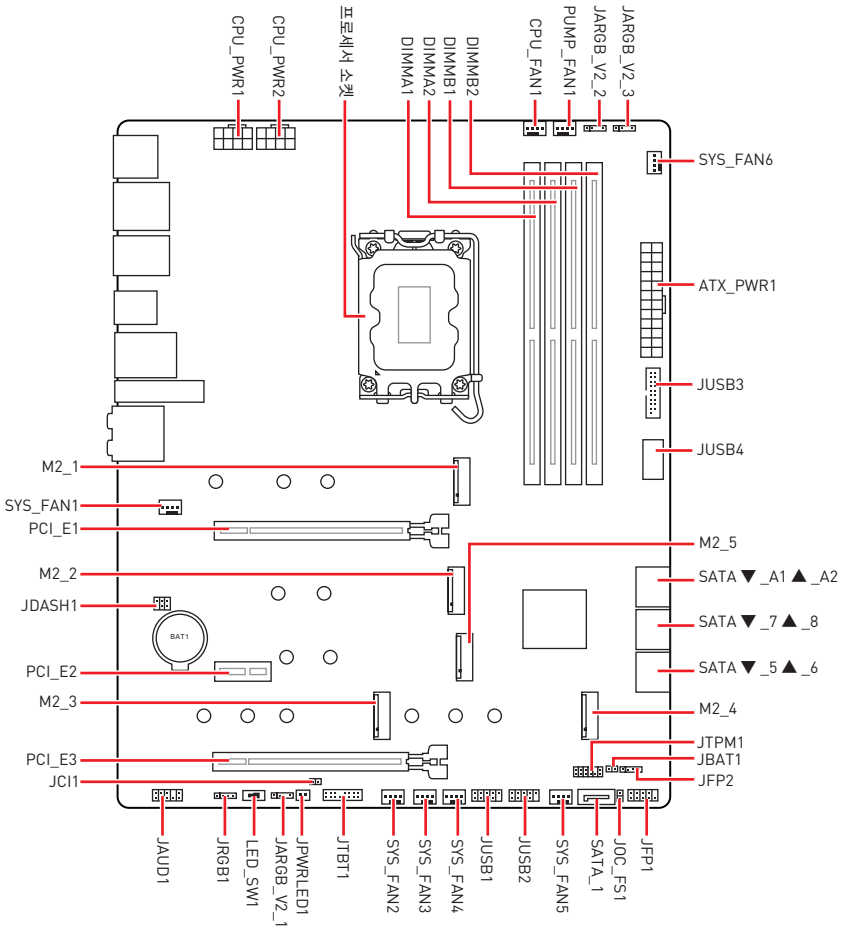 CPU_PWR1
CPU_PWR2
프로세서 소켓
DIMMA1
DIMMA2
DIMMB1
DIMMB2
CPU_FAN1
PUMP_FAN1
JARGB_V2_2
JARGB_V2_3
SYS_FAN6
ATX_PWR1
JUSB3
JUSB4
M2_1
SYS_FAN1
PCI_E1
M2_5
M2_2
SATA ▼ _A1 ▲ _A2
JDASH1
SATA ▼ _7 ▲ _8
BAT1
PCI_E2
SATA ▼ _5 ▲ _6
M2_3
M2_4
JTPM1
PCI_E3
JBAT1
JCI1
JFP2
JAUD1
JRGB1
LED_SW1
JARGB_V2_1
JPWRLED1
JTBT1
SYS_FAN2
SYS_FAN3
SYS_FAN4
JUSB1
JUSB2
SYS_FAN5
SATA_1
JOC_FS1
JFP1